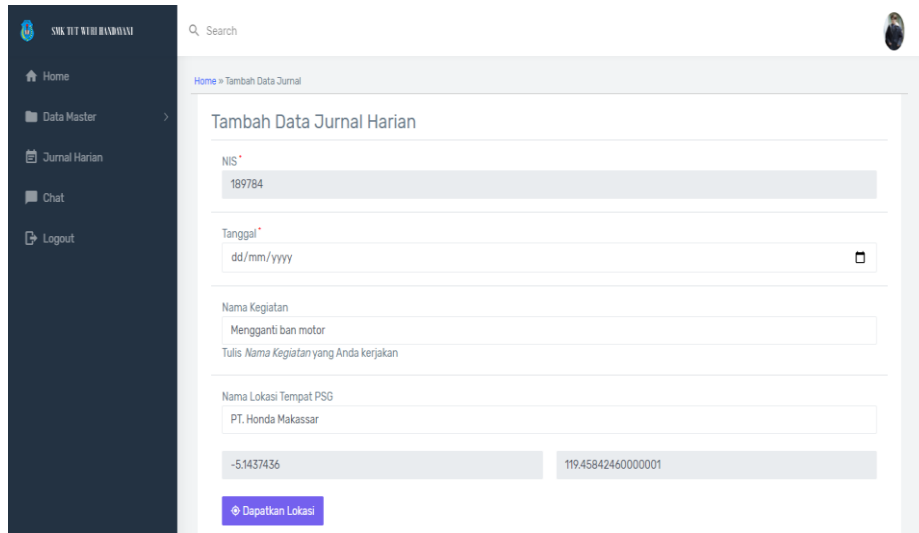 SMK TUT WURI HANDAYANI
Search
Home
Data Master
Jurnal Harian
Chat
Logout
Home » Tambah Data Jurnal
Tambah Data Jurnal Harian
NIS*
189784
Tanggal*
dd/mm/yyyy
Nama Kegiatan
Mengganti ban motor
Tulis Nama Kegiatan yang Anda kerjakan
Nama Lokasi Tempat PSG
PT. Honda Makassar
-5.1437436 119.45842460000001
Dapatkan Lokasi